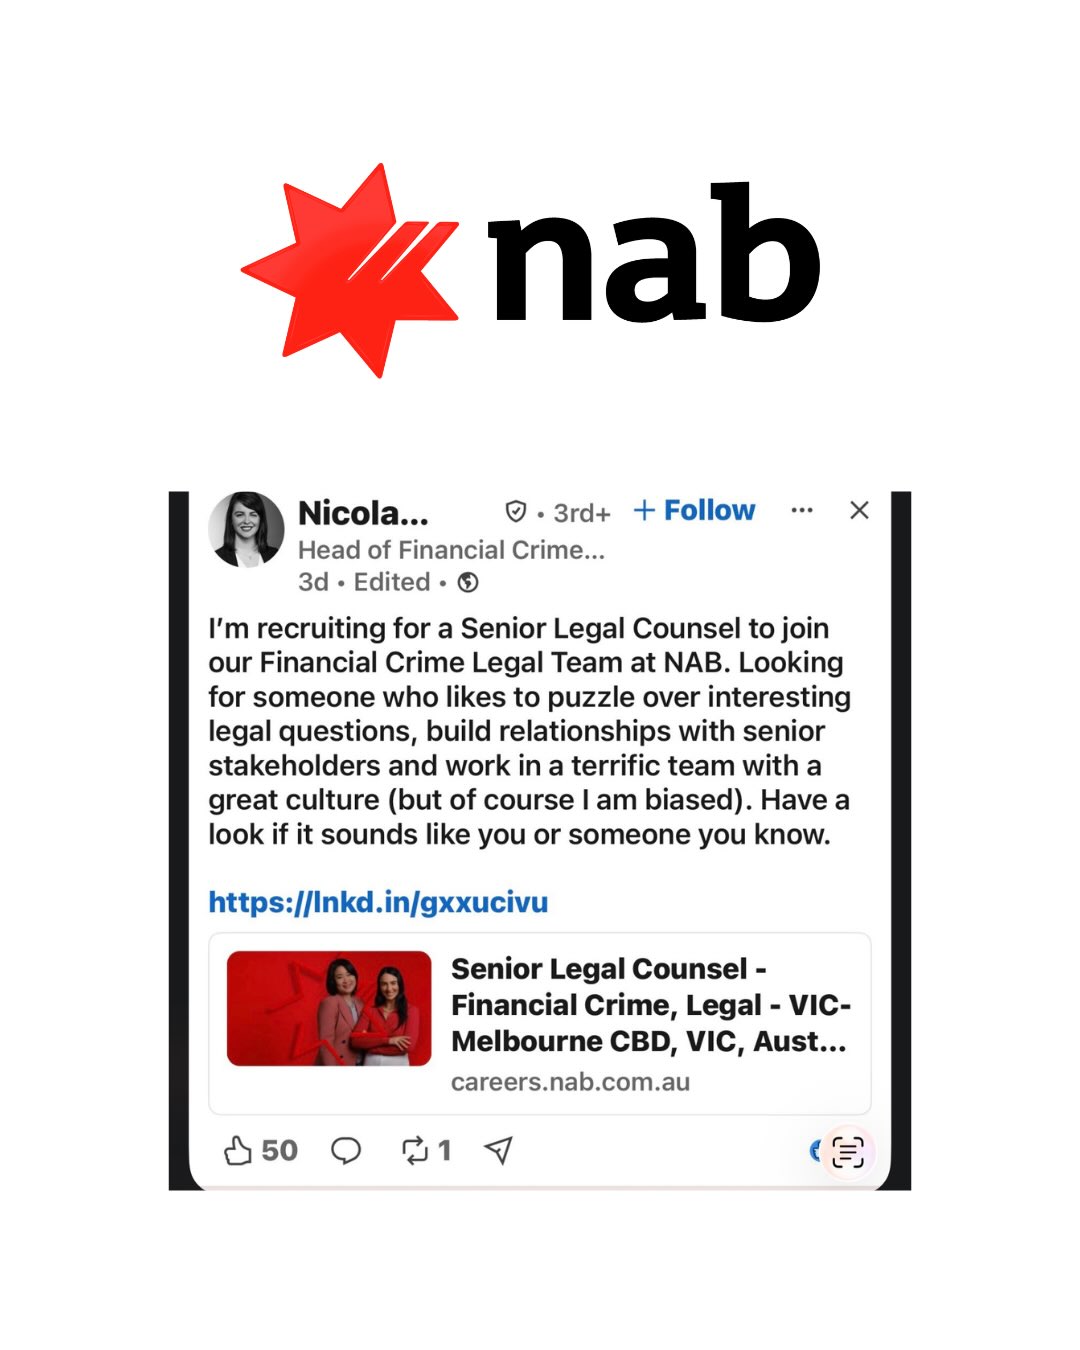 nab
Nicola...
• 3rd+
+ Follow
...
Head of Financial Crime...
3d • Edited •
I'm recruiting for a Senior Legal Counsel to join
our Financial Crime Legal Team at NAB. Looking
for someone who likes to puzzle over interesting
legal questions, build relationships with senior
stakeholders and work in a terrific team with a
great culture (but of course I am biased). Have a
look if it sounds like you or someone you know.
https://lnkd.in/gxxucivu
Senior Legal Counsel -
Financial Crime, Legal - VIC-
Melbourne CBD, VIC, Aust...
careers.nab.com.au
50
1